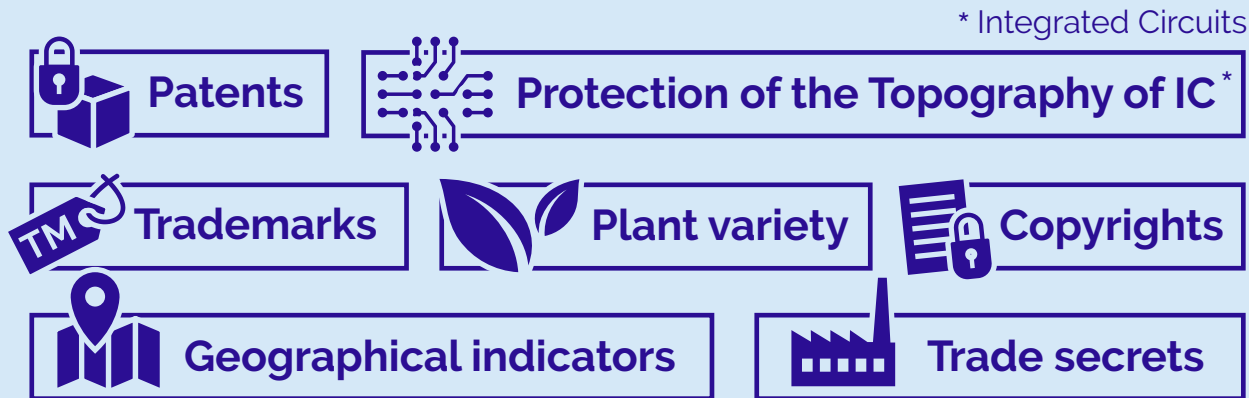 * Integrated Circuits
Patents
Protection of the Topography of IC*
TM
Trademarks
Plant variety
Copyrights
Geographical indicators
Trade secrets